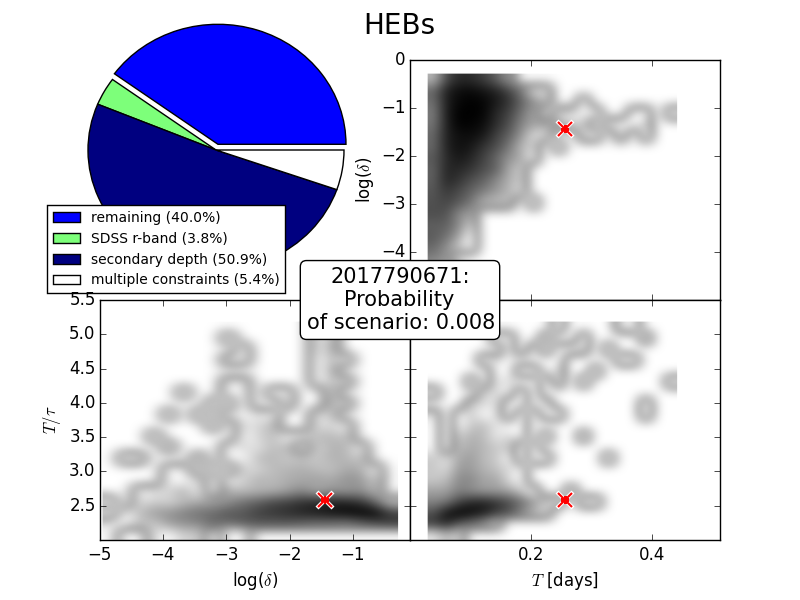 HEBs
remaining (40.0%)
SDSS r-band (3.8%)
secondary depth (50.9%)
multiple constraints (5.4%)
0
−1
−2
−3
−4
log(δ)
2017790671:
Probability
of scenario: 0.008
5.5
5.0
4.5
4.0
3.5
3.0
2.5
T/τ
−5 −4 −3 −2 −1
log(δ)
0.2 0.4
T [days]